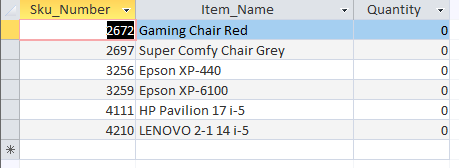 Sku_Number Item_Name Quantity
2672 Gaming Chair Red 0
2697 Super Comfy Chair Grey 0
3256 Epson XP-440 0
3259 Epson XP-6100 0
4111 HP Pavilion 17 i-5 0
4210 LENOVO 2-1 14 i-5 0